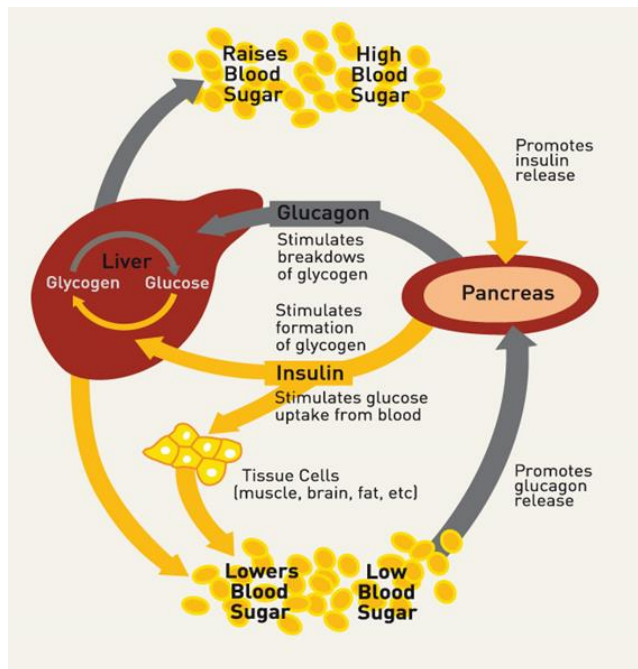 Raises
Blood
Sugar
High
Blood
Sugar
Promotes
insulin
release
Glucagon
Stimulates
breakdows
of glycogen
Liver
Glycogen
Glucose
Pancreas
Stimulates
formation
of glycogen
Insulin
Stimulates glucose
uptake from blood
Tissue Cells
(muscle, brain, fat, etc)
Promotes
glucagon
release
Lowers
Blood
Sugar
Low
Blood
Sugar